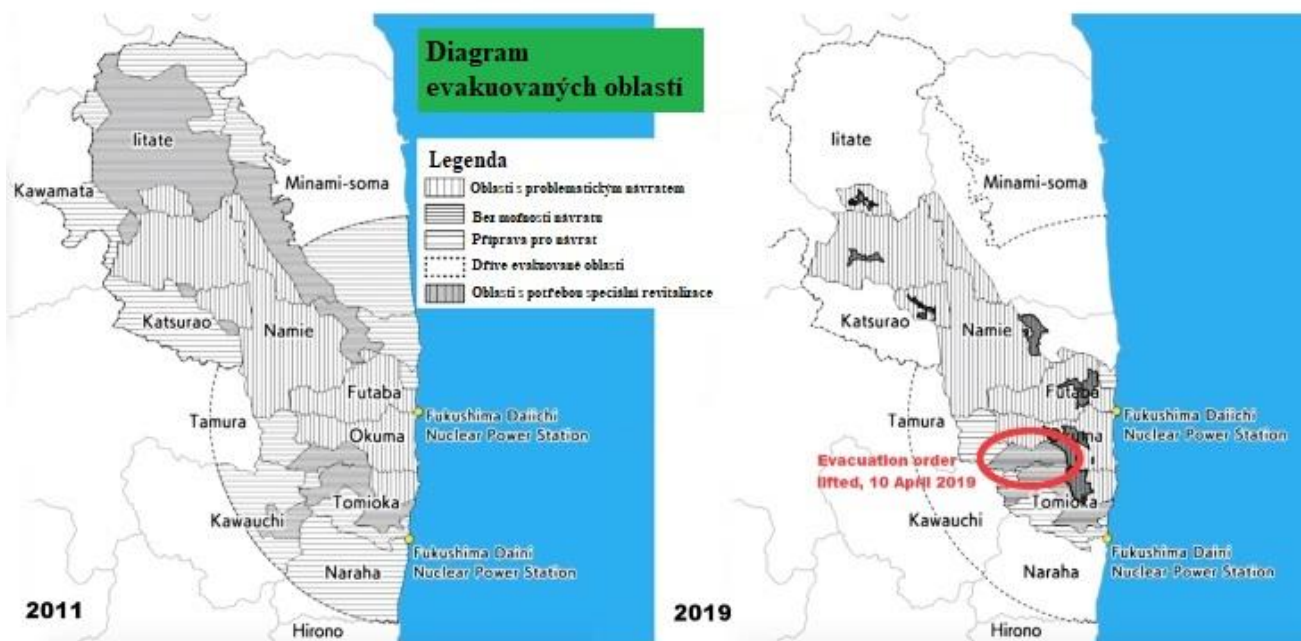 Diagram
evakuovaných oblastí
Legenda
Oblasti s problematickým návratem
Bez možnosti návratu
Příprava pro návrat
Dříve evakuované oblasti
Oblasti s potřebou speciální revitalizace
Iitate
Kawamata
Minami-soma
Katsurao
Namie
Futaba
Tamura
Okuma
Fukushima Daiichi
Nuclear Power Station
Tomioka
Kawauchi
Fukushima Daini
Nuclear Power Station
Naraha
2011
Hirono
Iitate
Minami-soma
Katsurao
Namie
Futaba
Tamura
Fukushima Daiichi
Nuclear Power Station
Evacuation order
lifted, 10 April 2019
Tomioka
Kawauchi
Fukushima Daini
Nuclear Power Station
Naraha
2019
Hirono